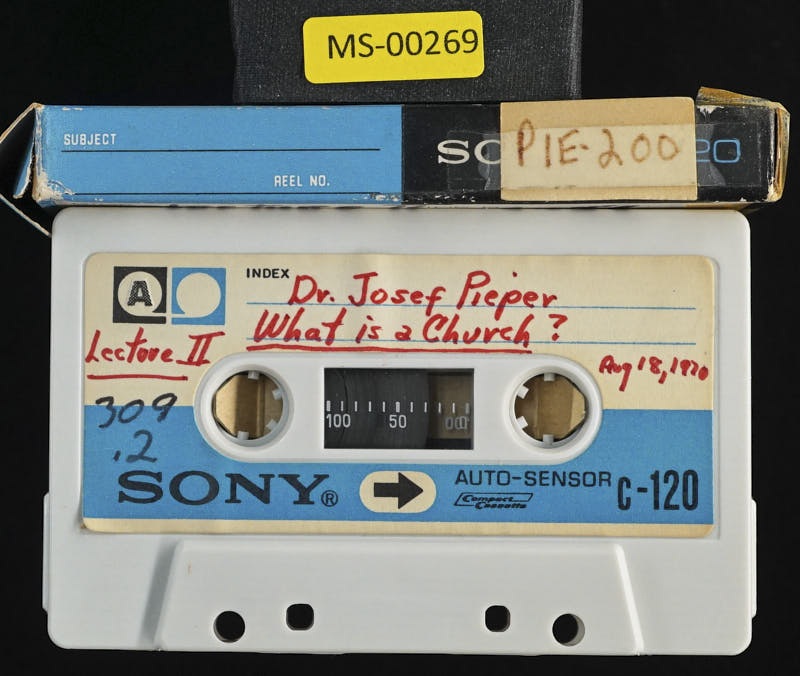 MS-00269
SUBJECT
REEL NO.
PIE-200
A
INDEX
Dr. Josef Pieper
What is a Church?
Lecture II
Aug 18, 1970
309
.2
100 50
SONY®
AUTO-SENSOR
Compact
Cassette
C-120